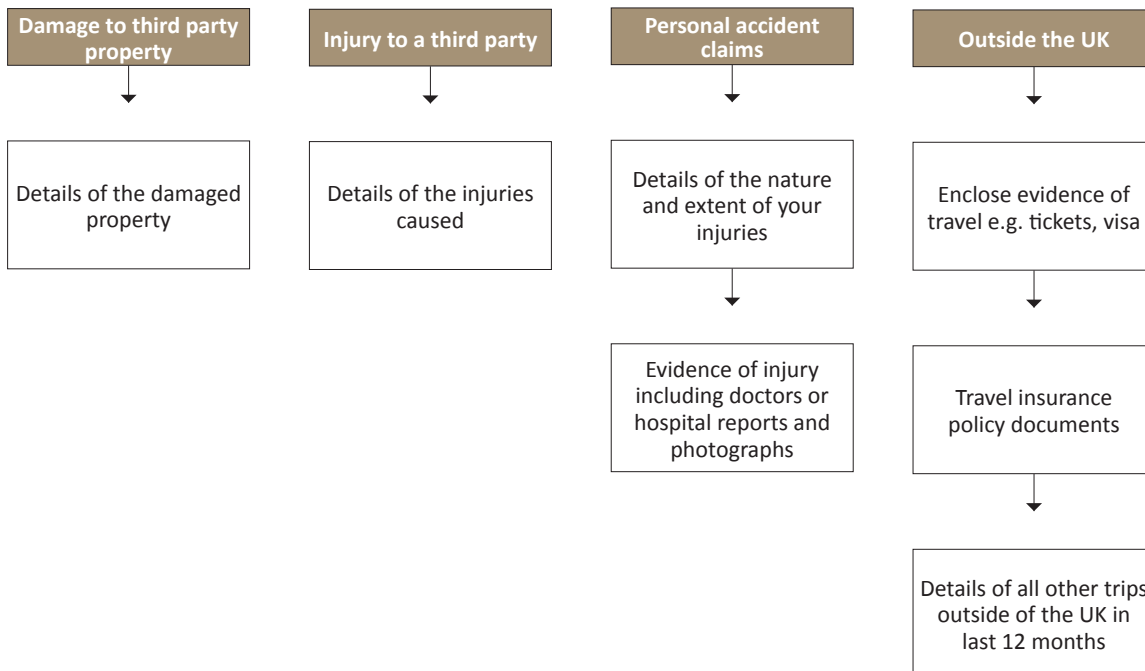 Damage to third party
property
Injury to a third party
Personal accident
claims
Outside the UK
Details of the damaged
property
Details of the injuries
caused
Details of the nature
and extent of your
injuries
Enclose evidence of
travel e.g. tickets, visa
Evidence of injury
including doctors or
hospital reports and
photographs
Travel insurance
policy documents
Details of all other trips
outside of the UK in
last 12 months